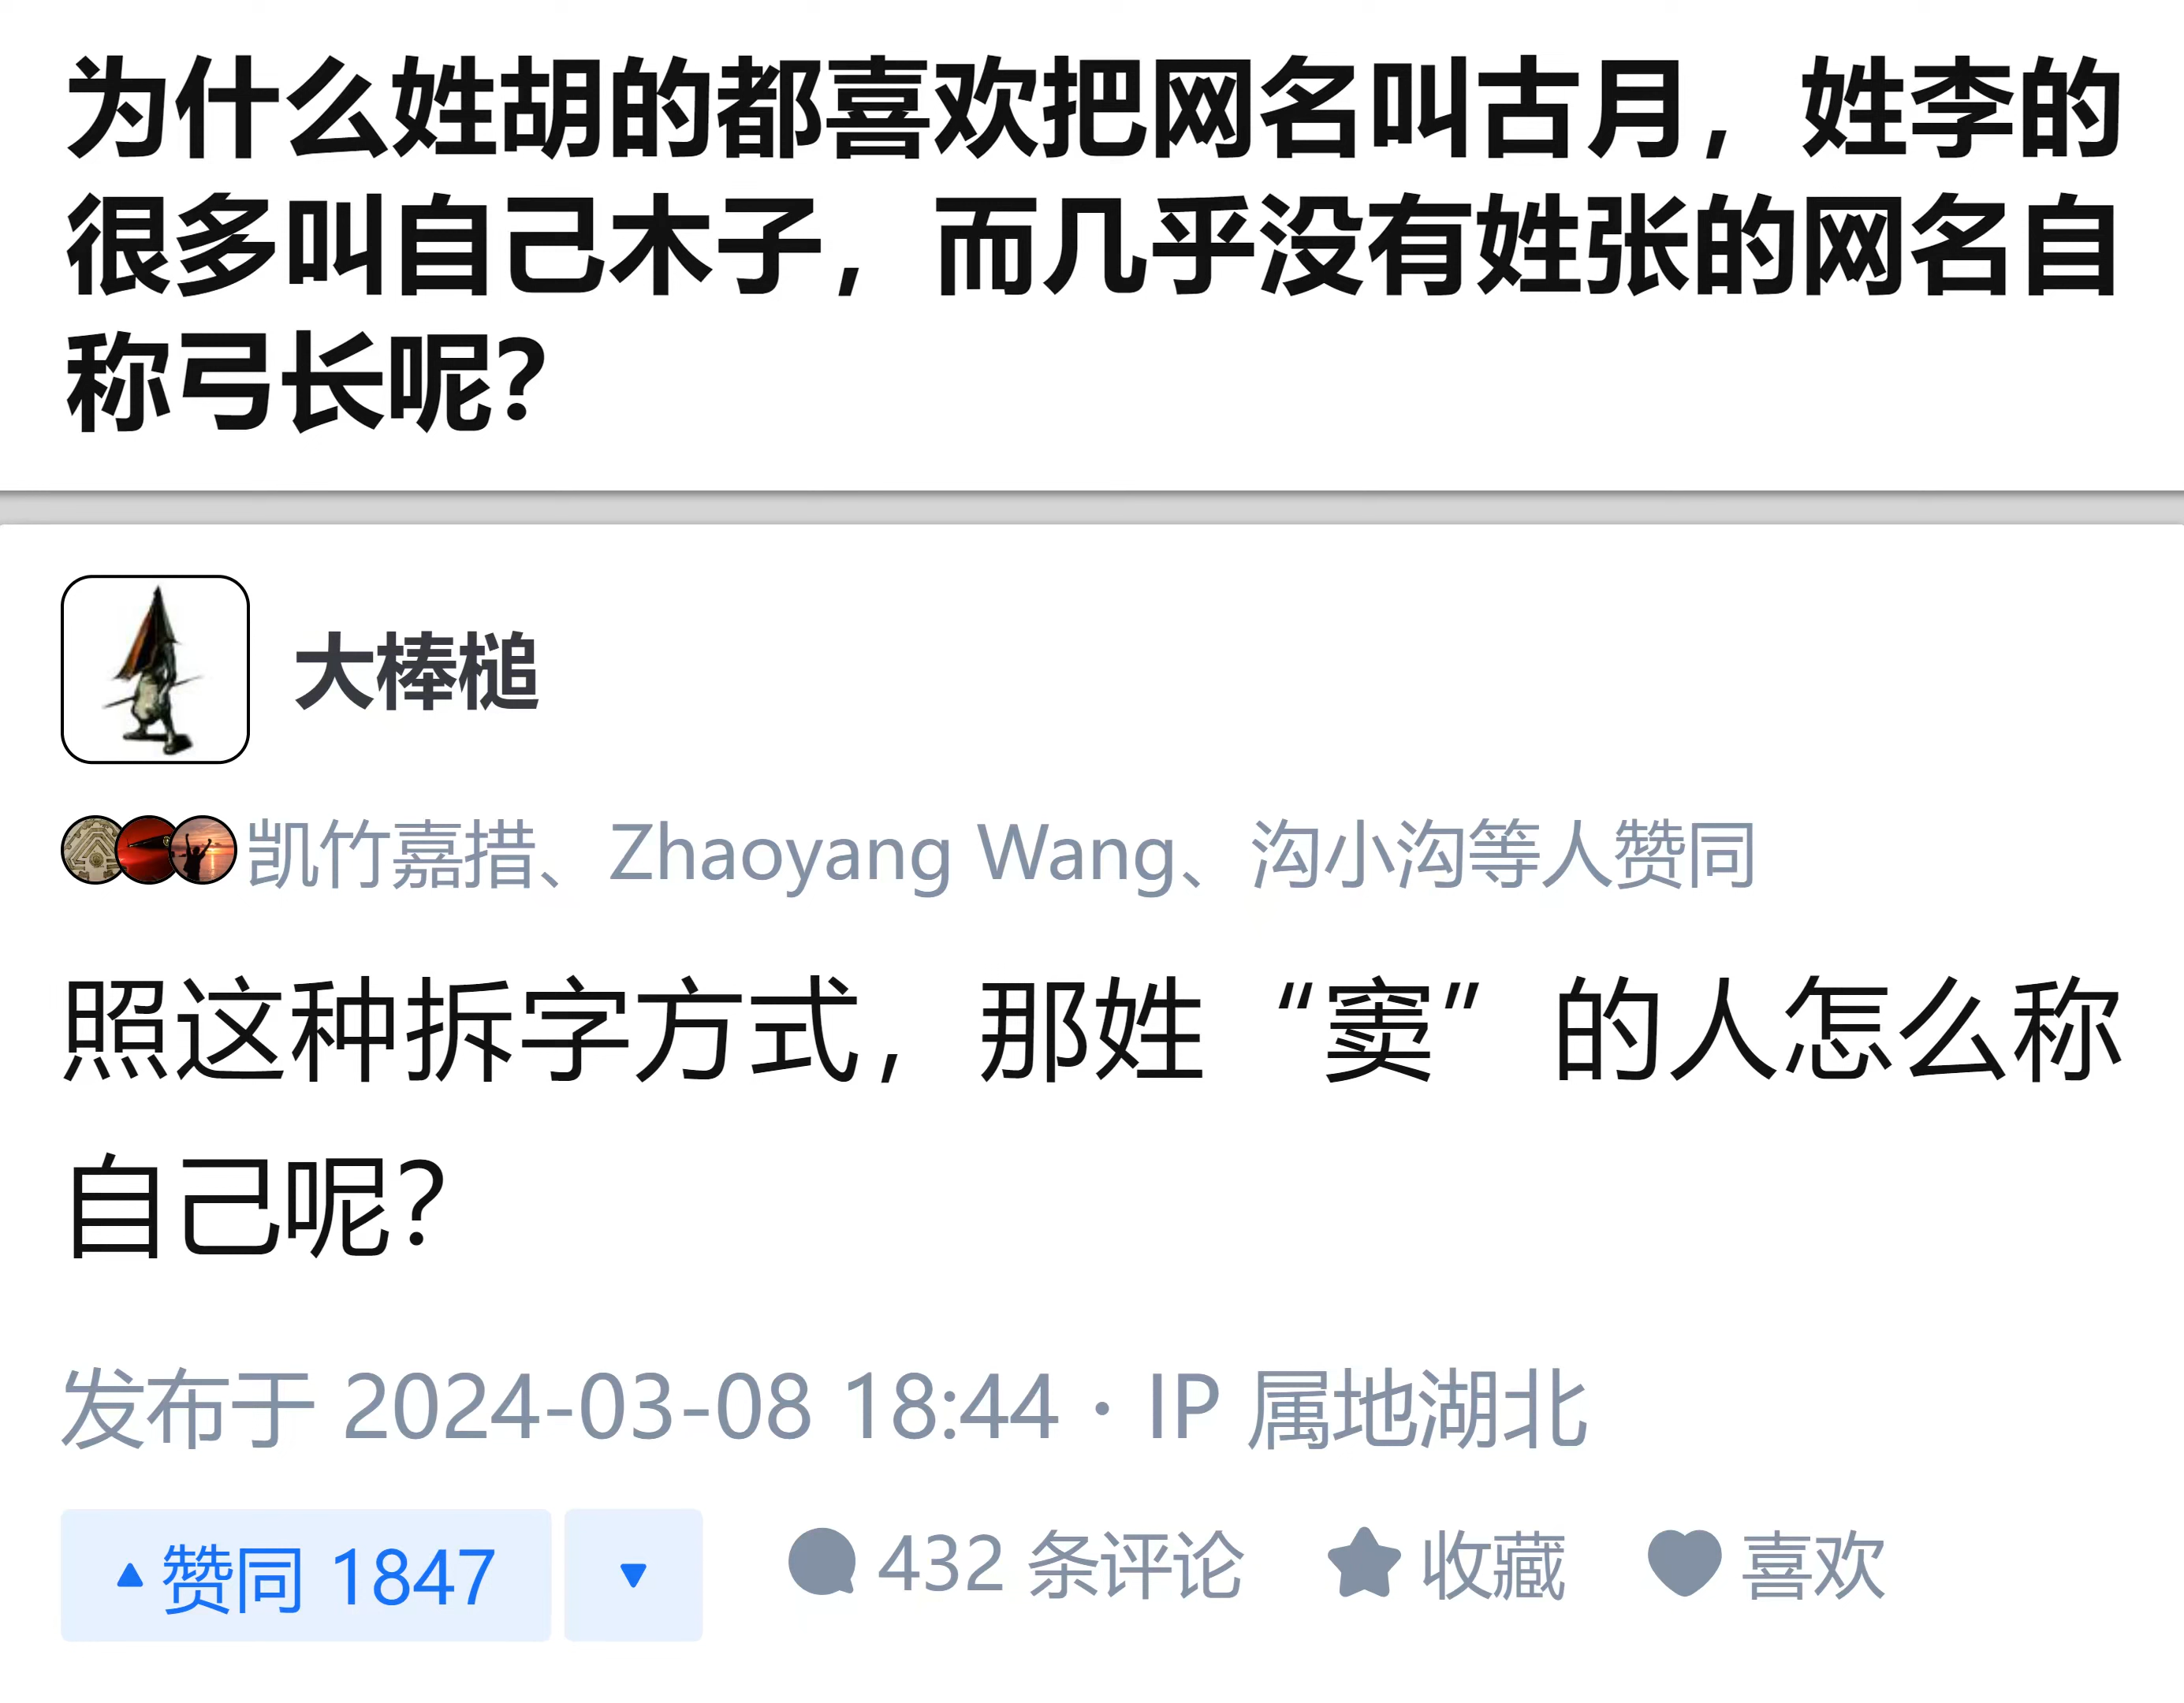 为什么姓胡的都喜欢把网名叫古月，姓李的
很多叫自己木子，而几乎没有姓张的网名自
称弓长呢？
大棒槌
凯竹嘉措、Zhaoyang Wang、沟小沟等人赞同
照这种拆字方式，那姓“窦”的人怎么称
自己呢？
发布于 2024-03-08 18:44 · IP 属地湖北
赞同 1847 432 条评论 收藏 喜欢